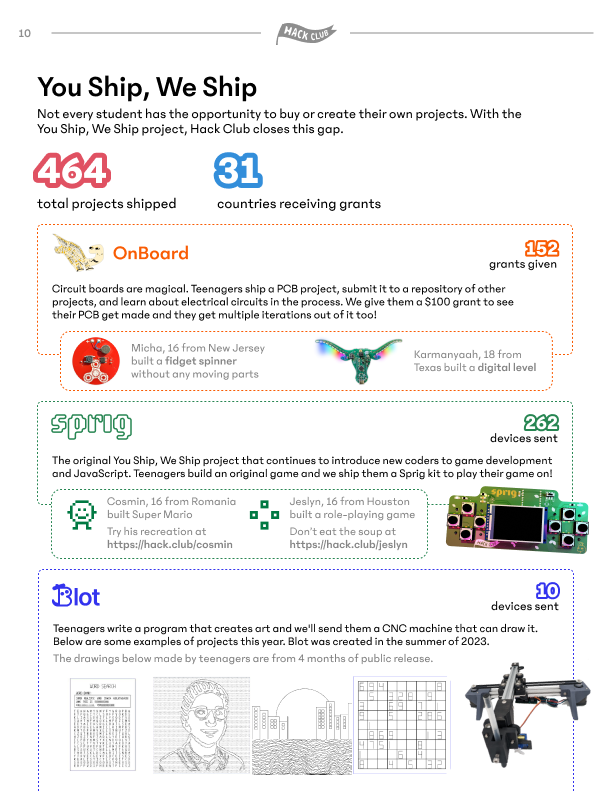 10
HACK CLUB
You Ship, We Ship
Not every student has the opportunity to buy or create their own projects. With the
You Ship, We Ship project, Hack Club closes this gap.
464
total projects shipped
31
countries receiving grants
OnBoard
152
grants given
Circuit boards are magical. Teenagers ship a PCB project, submit it to a repository of other
projects, and learn about electrical circuits in the process. We give them a $100 grant to see
their PCB get made and they get multiple iterations out of it too!
Micha, 16 from New Jersey
built a fidget spinner
without any moving parts
Karmanyaah, 18 from
Texas built a digital level
sprig
262
devices sent
The original You Ship, We Ship project that continues to introduce new coders to game development
and JavaScript. Teenagers build an original game and we ship them a Sprig kit to play their game on!
Cosmin, 16 from Romania
built Super Mario
Try his recreation at
https://hack.club/cosmin
Jeslyn, 16 from Houston
built a role-playing game
Don't eat the soup at
https://hack.club/jeslyn
sprig
Blot
10
devices sent
Teenagers write a program that creates art and we'll send them a CNC machine that can draw it.
Below are some examples of projects this year. Blot was created in the summer of 2023.
The drawings below made by teenagers are from 4 months of public release.
WORD SEARCH